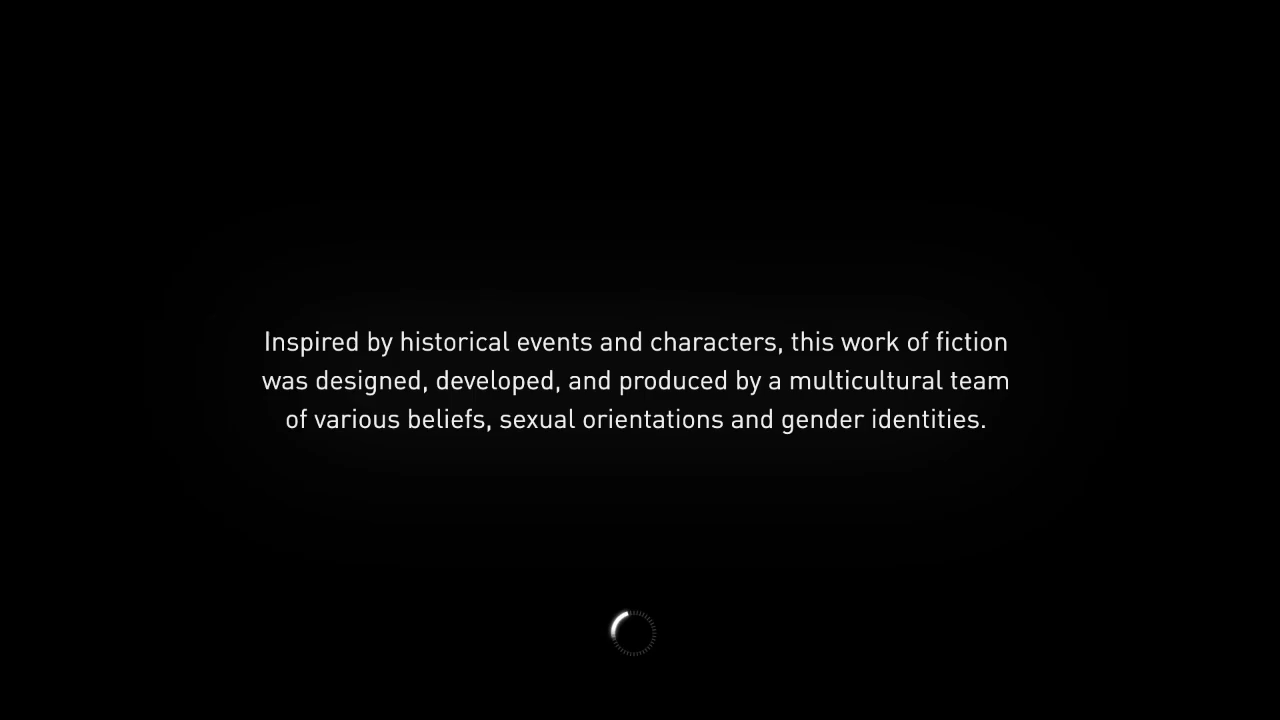 Inspired by historical events and characters, this work of fiction
was designed, developed, and produced by a multicultural team
of various beliefs, sexual orientations and gender identities.